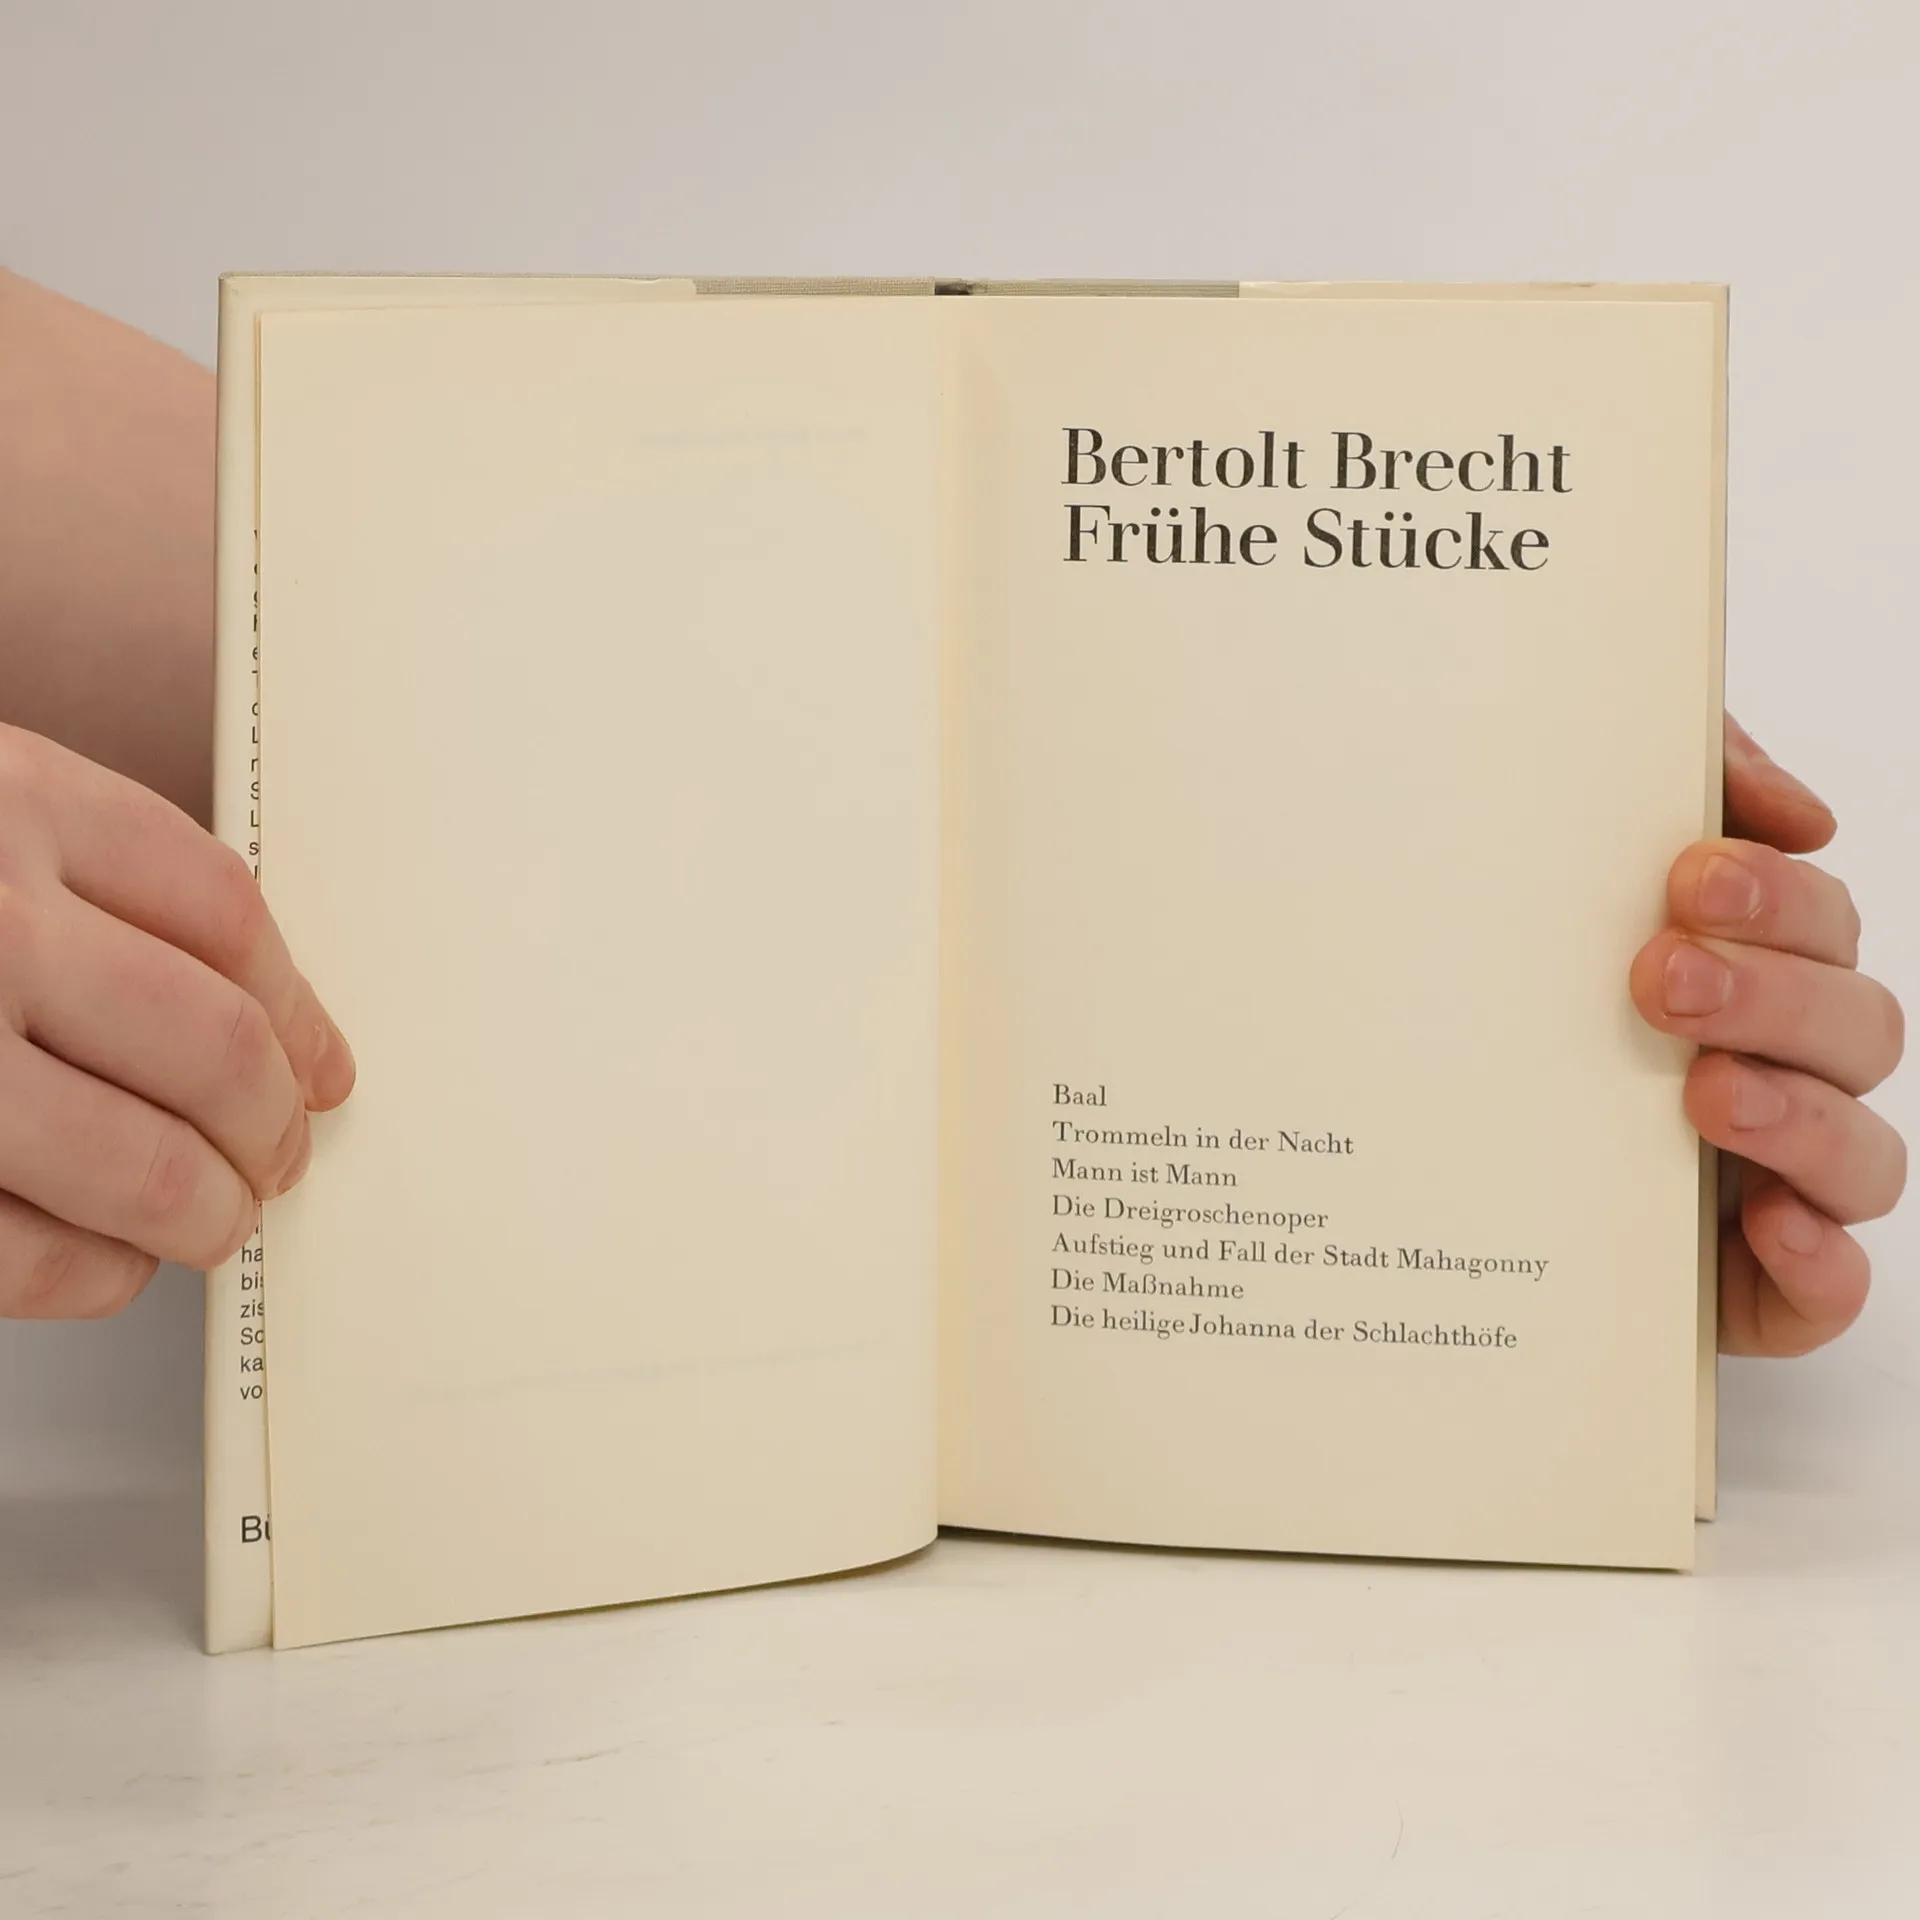 Bertolt Brecht
Frühe Stücke
Baal
Trommeln in der Nacht
Mann ist Mann
Die Dreigroschenoper
Aufstieg und Fall der Stadt Mahagonny
Die Maßnahme
Die heilige Johanna der Schlachthöfe